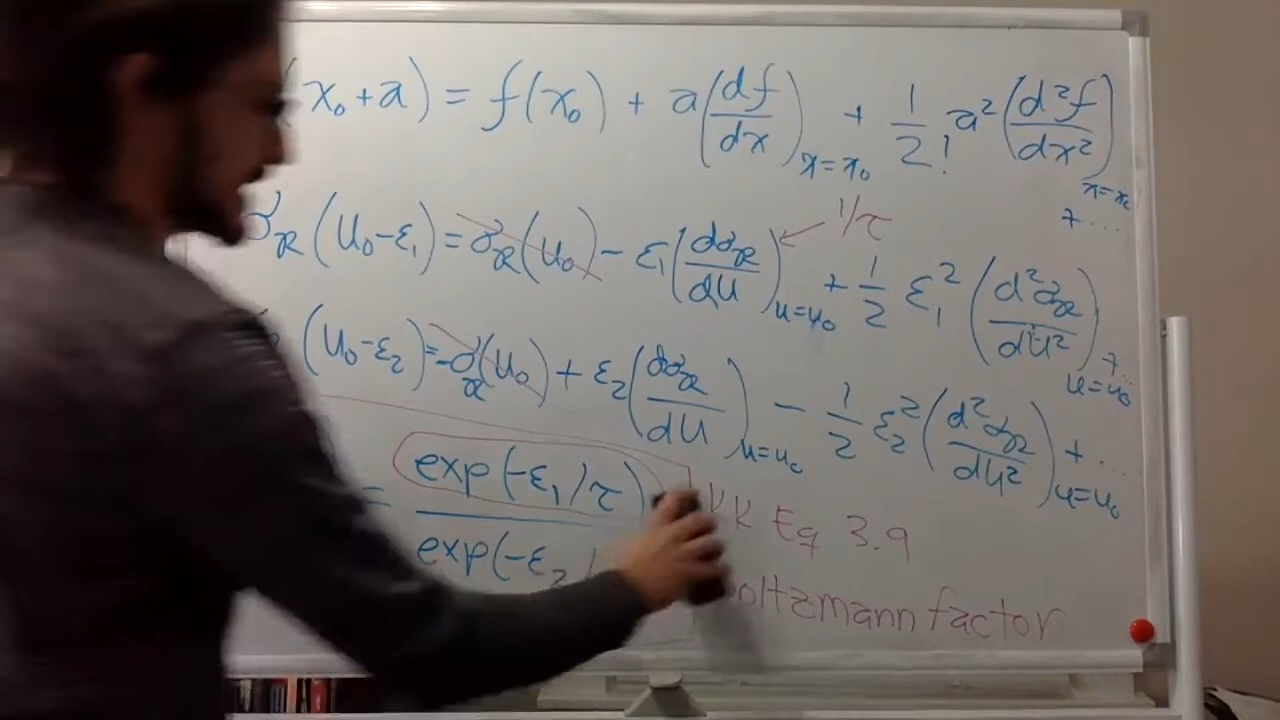 x₀+a) = f(x₀) + a(df/dx)ₓ₌ₓ₀ + 1/2! a²(d²f/dx²)ₓ₌ₓ₀ + ...
1/τ
σ_R(U₀-ε₁) = σ_R(U₀) - ε₁(dσ_R/dU)_{U=U₀} + 1/2 ε₁²(d²σ_R/dU²)_{U=U₀} + ...
(U₀-ε₂) = -σ_R(U₀) + ε₂(dσ_R/dU)_{U=U₀} - 1/2 ε₂²(d²σ_R/dU²)_{U=U₀} + ...
= exp(-ε₁/τ)
exp(-ε₂/
KK Eq 3.9
oltzmann factor